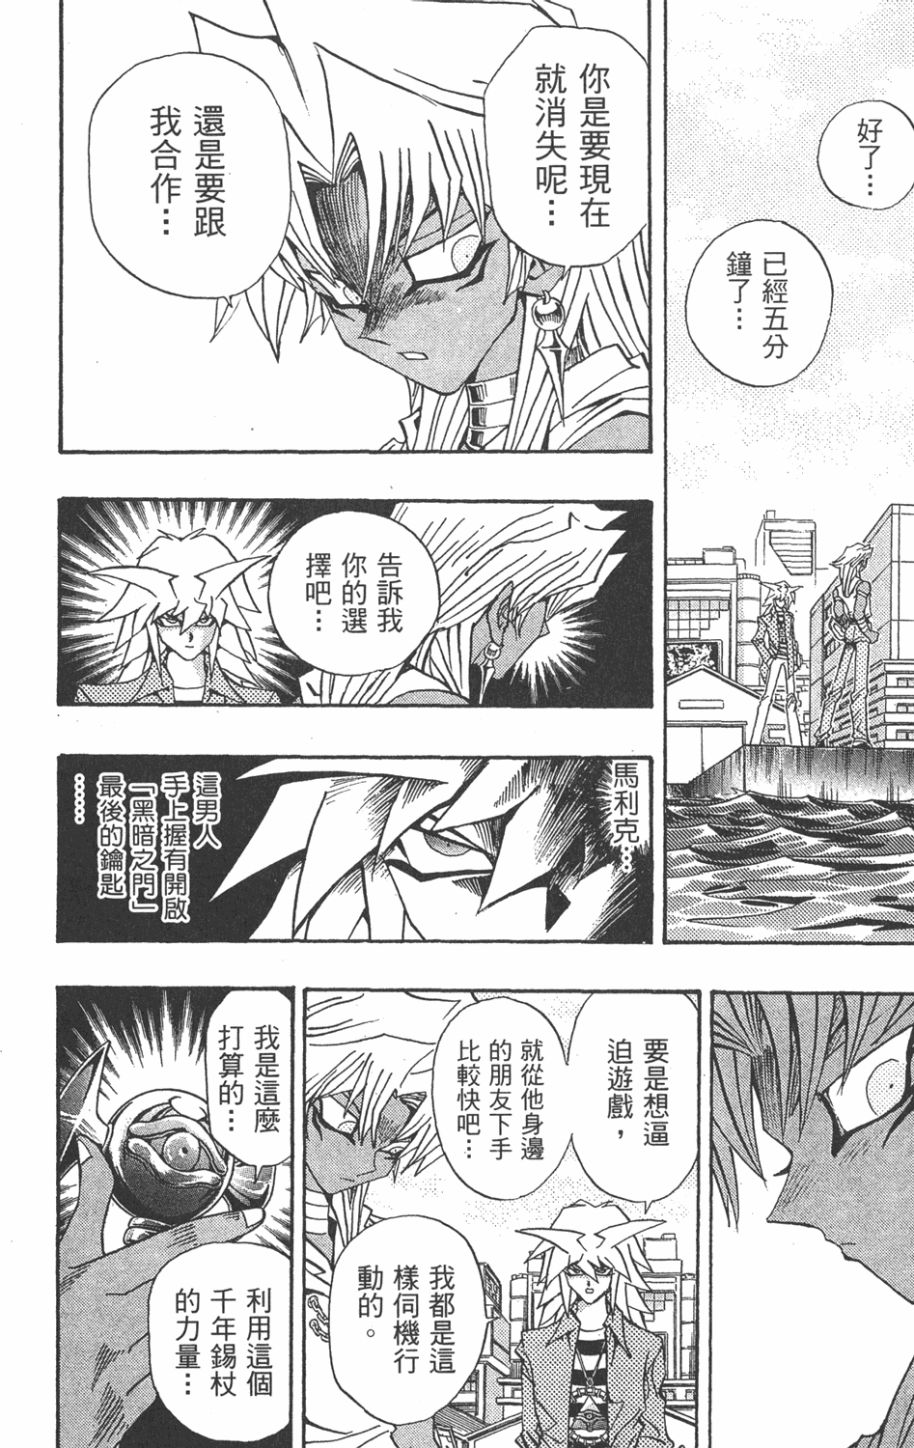 好了…
已經五分
鐘了…
你是要現在
就消失呢…
還是要跟
我合作…
告訴我
你的選
擇吧…
馬利克…
這男人
手上握有開啟
「黑暗之門」
最後的鑰匙
……
要是想逼
迫遊戲，
就從他身邊
的朋友下手
比較快吧…
我都是這
樣伺機行
動的。
我是這麼
打算的…
利用這個
千年錫杖
的力量…